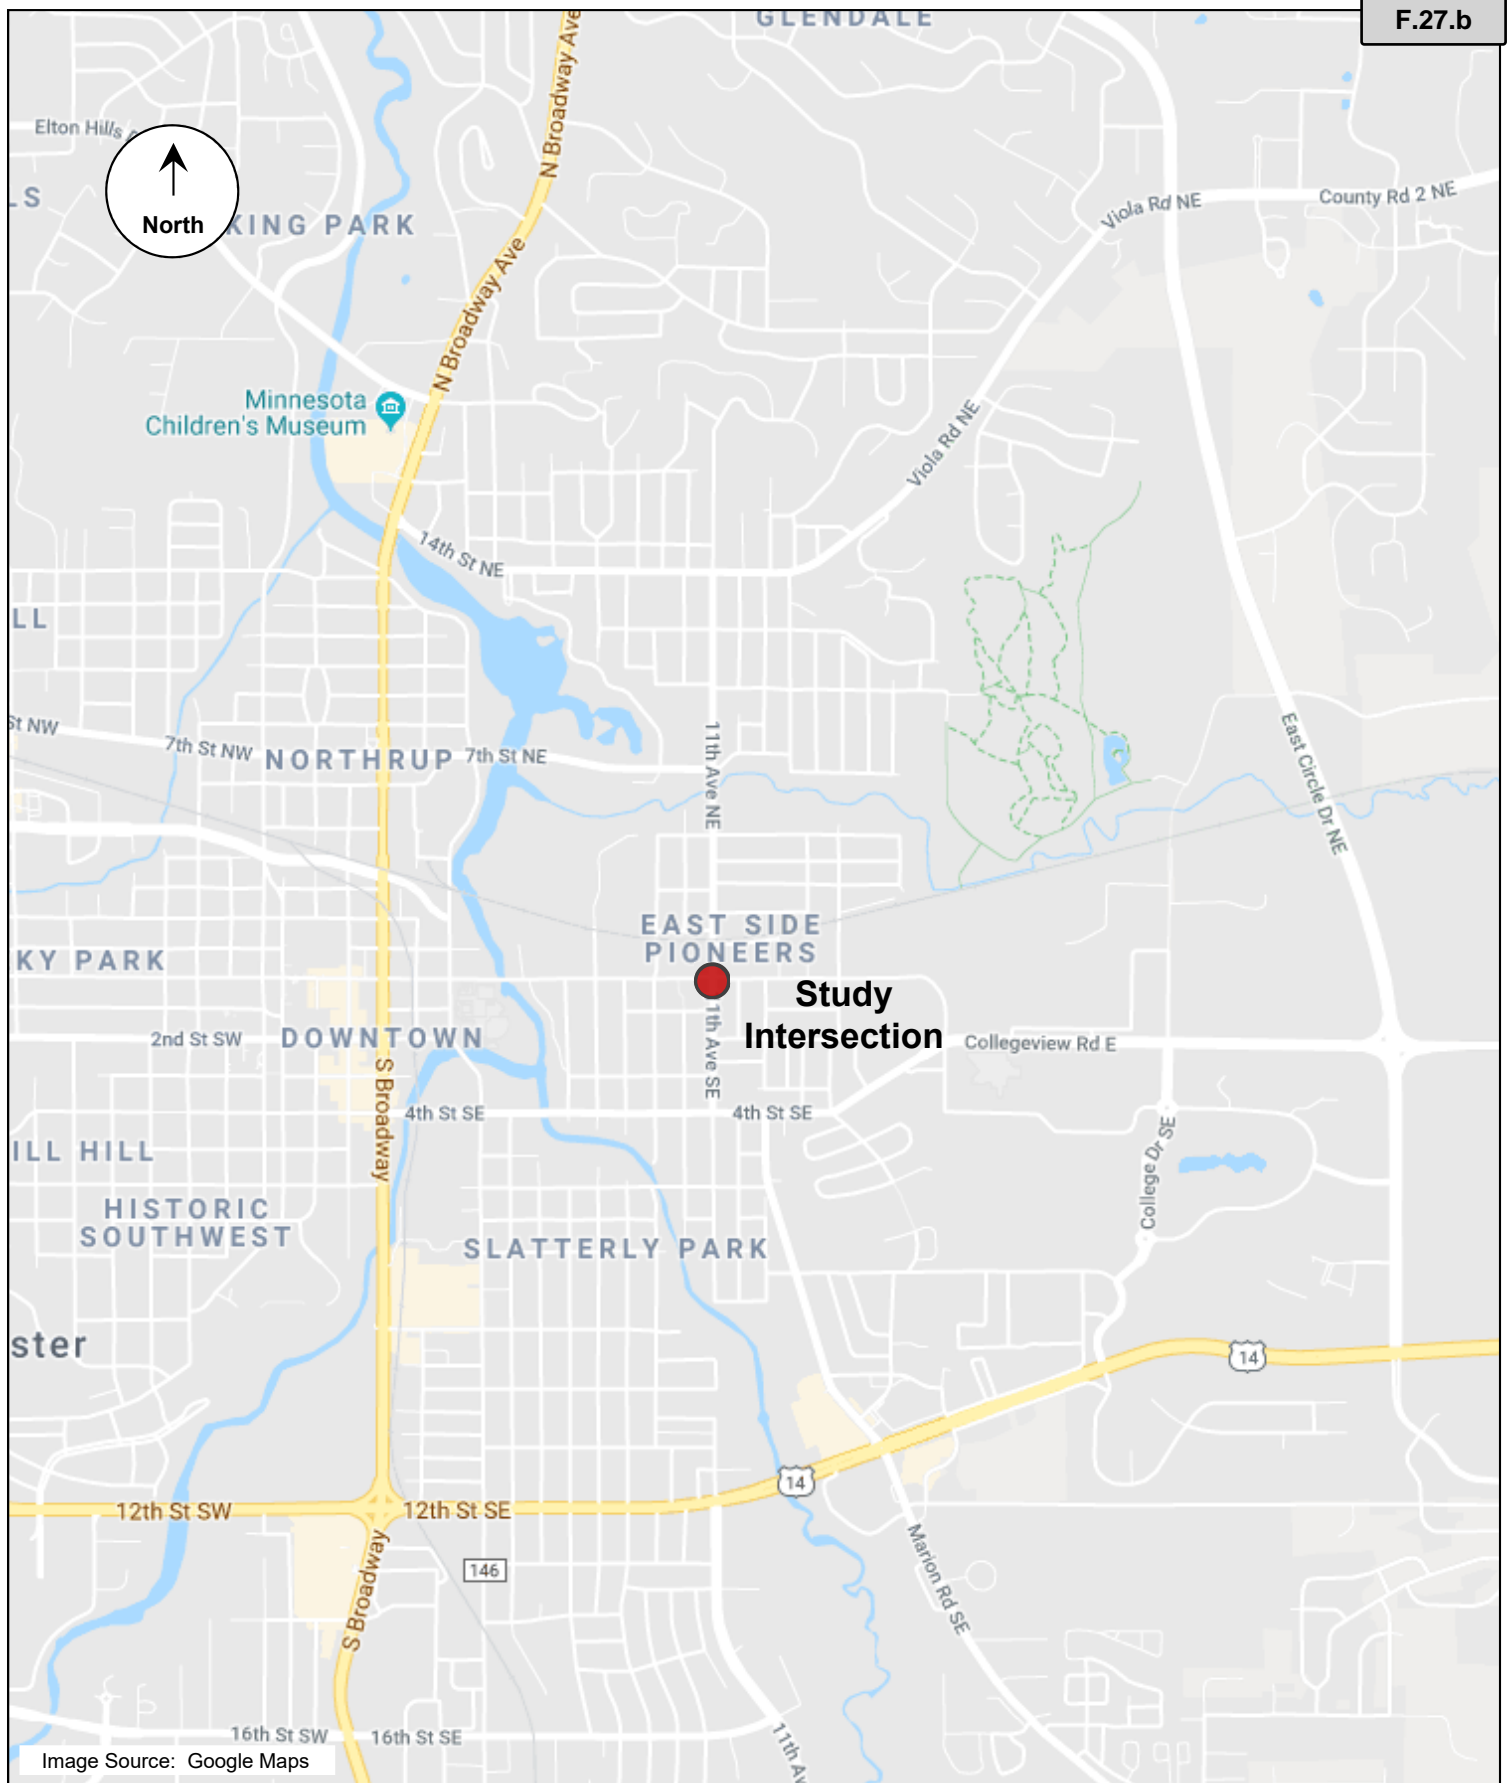 GLENDALE
F.27.b
N Broadway Ave
Elton Hills
North
LS
KING PARK
Viola Rd NE
County Rd 2 NE
N Broadway Ave
Minnesota
Children's Museum
Viola Rd NE
14th St NE
LL
St NW
7th St NW
NORTHRUP
7th St NE
11th Ave NE
East Circle Dr NE
EAST SIDE
PIONEERS
KY PARK
Study
Intersection
2nd St SW
DOWNTOWN
1th Ave SE
Collegeview Rd E
S Broadway
4th St SE
4th St SE
ILL HILL
College Dr SE
HISTORIC
SOUTHWEST
SLATTERLY PARK
ster
14
14
12th St SW
12th St SE
146
Marion Rd SE
S Broadway
16th St SW
16th St SE
11th Av
Image Source: Google Maps